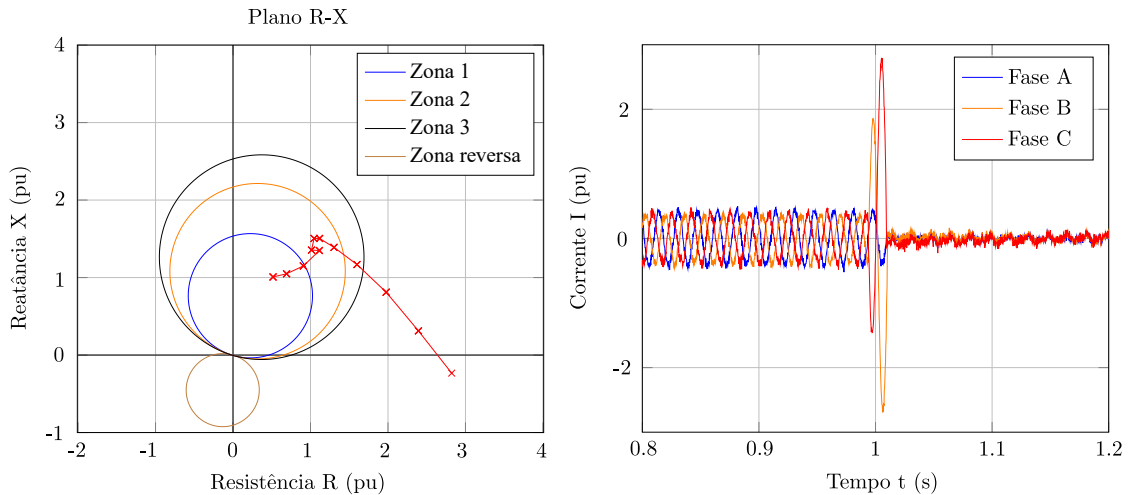 Plano R-X
Reatância X (pu)
4
3
2
1
0
-1
-2
-1
0
1
2
3
4
Resistência R (pu)
Zona 1
Zona 2
Zona 3
Zona reversa
Corrente I (pu)
2
0
-2
0.8
0.9
1
1.1
1.2
Tempo t (s)
Fase A
Fase B
Fase C